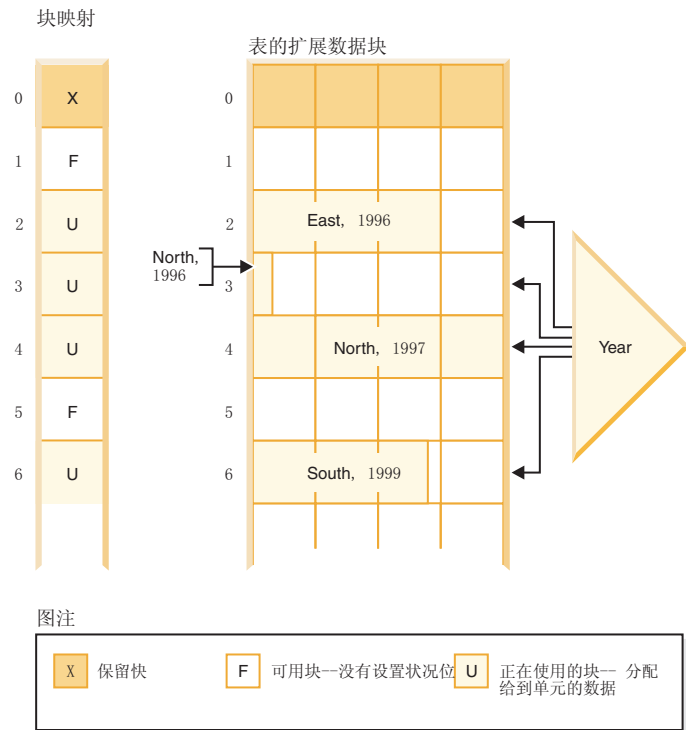 块映射
表的扩展数据块
0 X 0
1 F 1
2 U 2 East, 1996
North,
1996
3 U 3
4 U 4 North, 1997
Year
5 F 5
6 U 6 South, 1999
图注
X 保留快
F 可用块--没有设置状况位
U 正在使用的块-- 分配
给到单元的数据